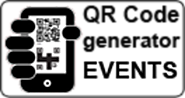 QR Code
generator
EVENTS